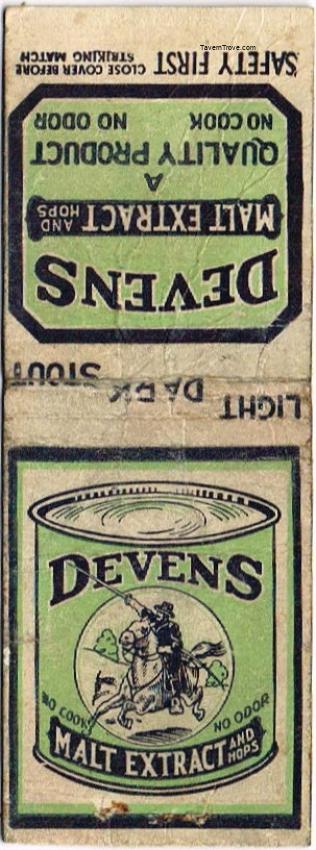 TavernTrove.com
"SAFETY FIRST CLOSE COVER BEFORE
STRIKING MATCH
DEVENS
MALT EXTRACT AND
HOPS
A
QUALITY PRODUCT
NO COOK NO ODOR
LIGHT DARK STOUT
DEVENS
NO COOK NO ODOR
MALT EXTRACT AND
HOPS